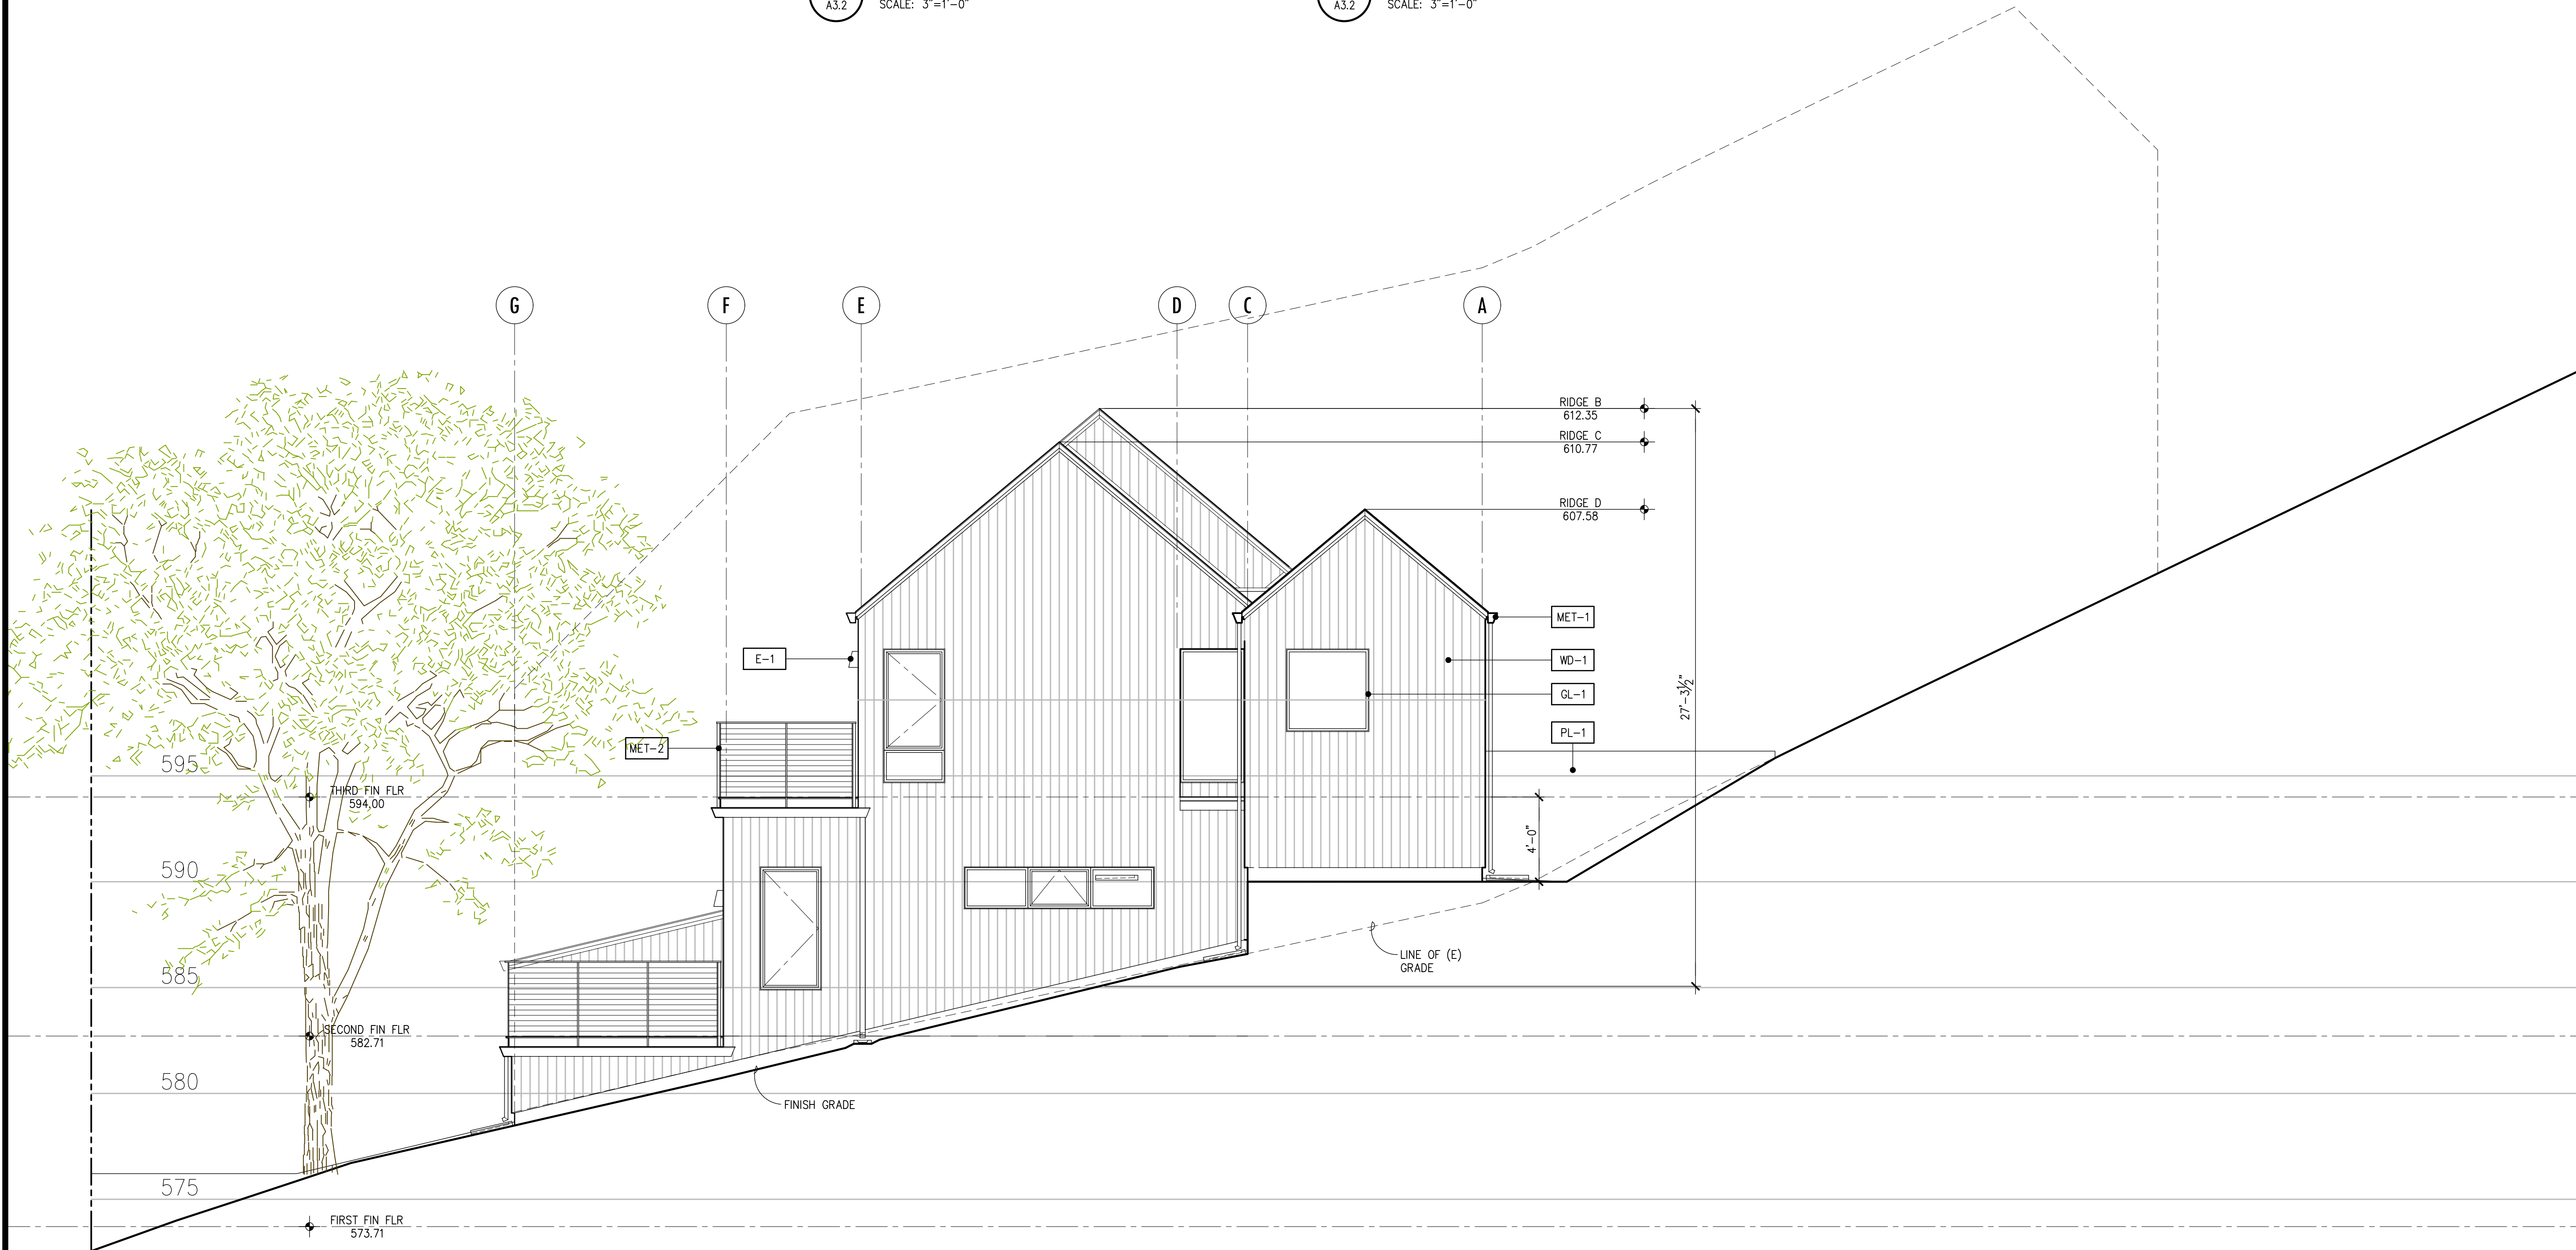 A3.2
SCALE: 3"=1'-0"
A3.2
SCALE: 3"=1'-0"
G
F
E
D
C
A
RIDGE B
612.35
RIDGE C
610.77
RIDGE D
607.58
MET-1
E-1
WD-1
GL-1
27'-3½"
PL-1
MET-2
595
THIRD FIN FLR
594.00
4'-0"
590
LINE OF (E)
GRADE
585
SECOND FIN FLR
582.71
580
FINISH GRADE
575
FIRST FIN FLR
573.71